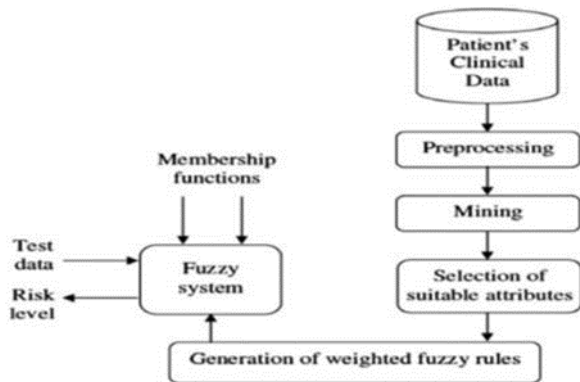 Patient's
Clinical
Data
Preprocessing
Mining
Selection of
suitable attributes
Generation of weighted fuzzy rules
Membership
functions
Fuzzy
system
Test
data
Risk
level